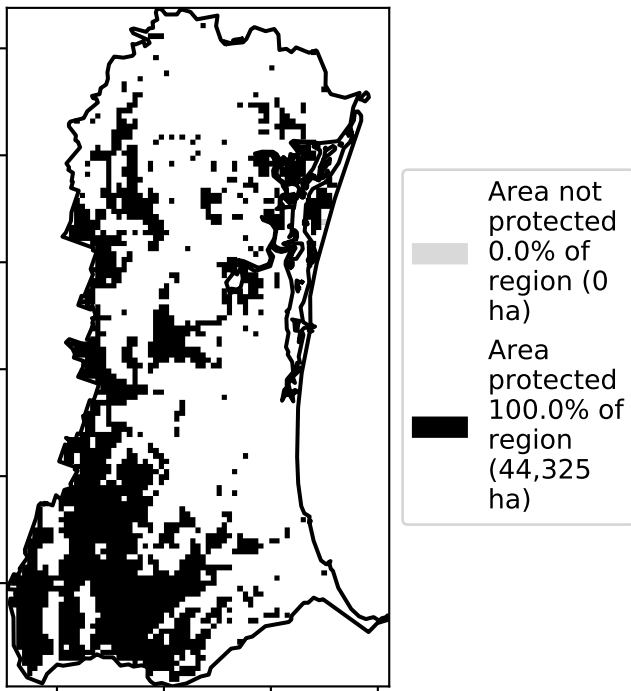 Area not
protected
0.0% of
region (0
ha)
Area
protected
100.0% of
region
(44,325
ha)